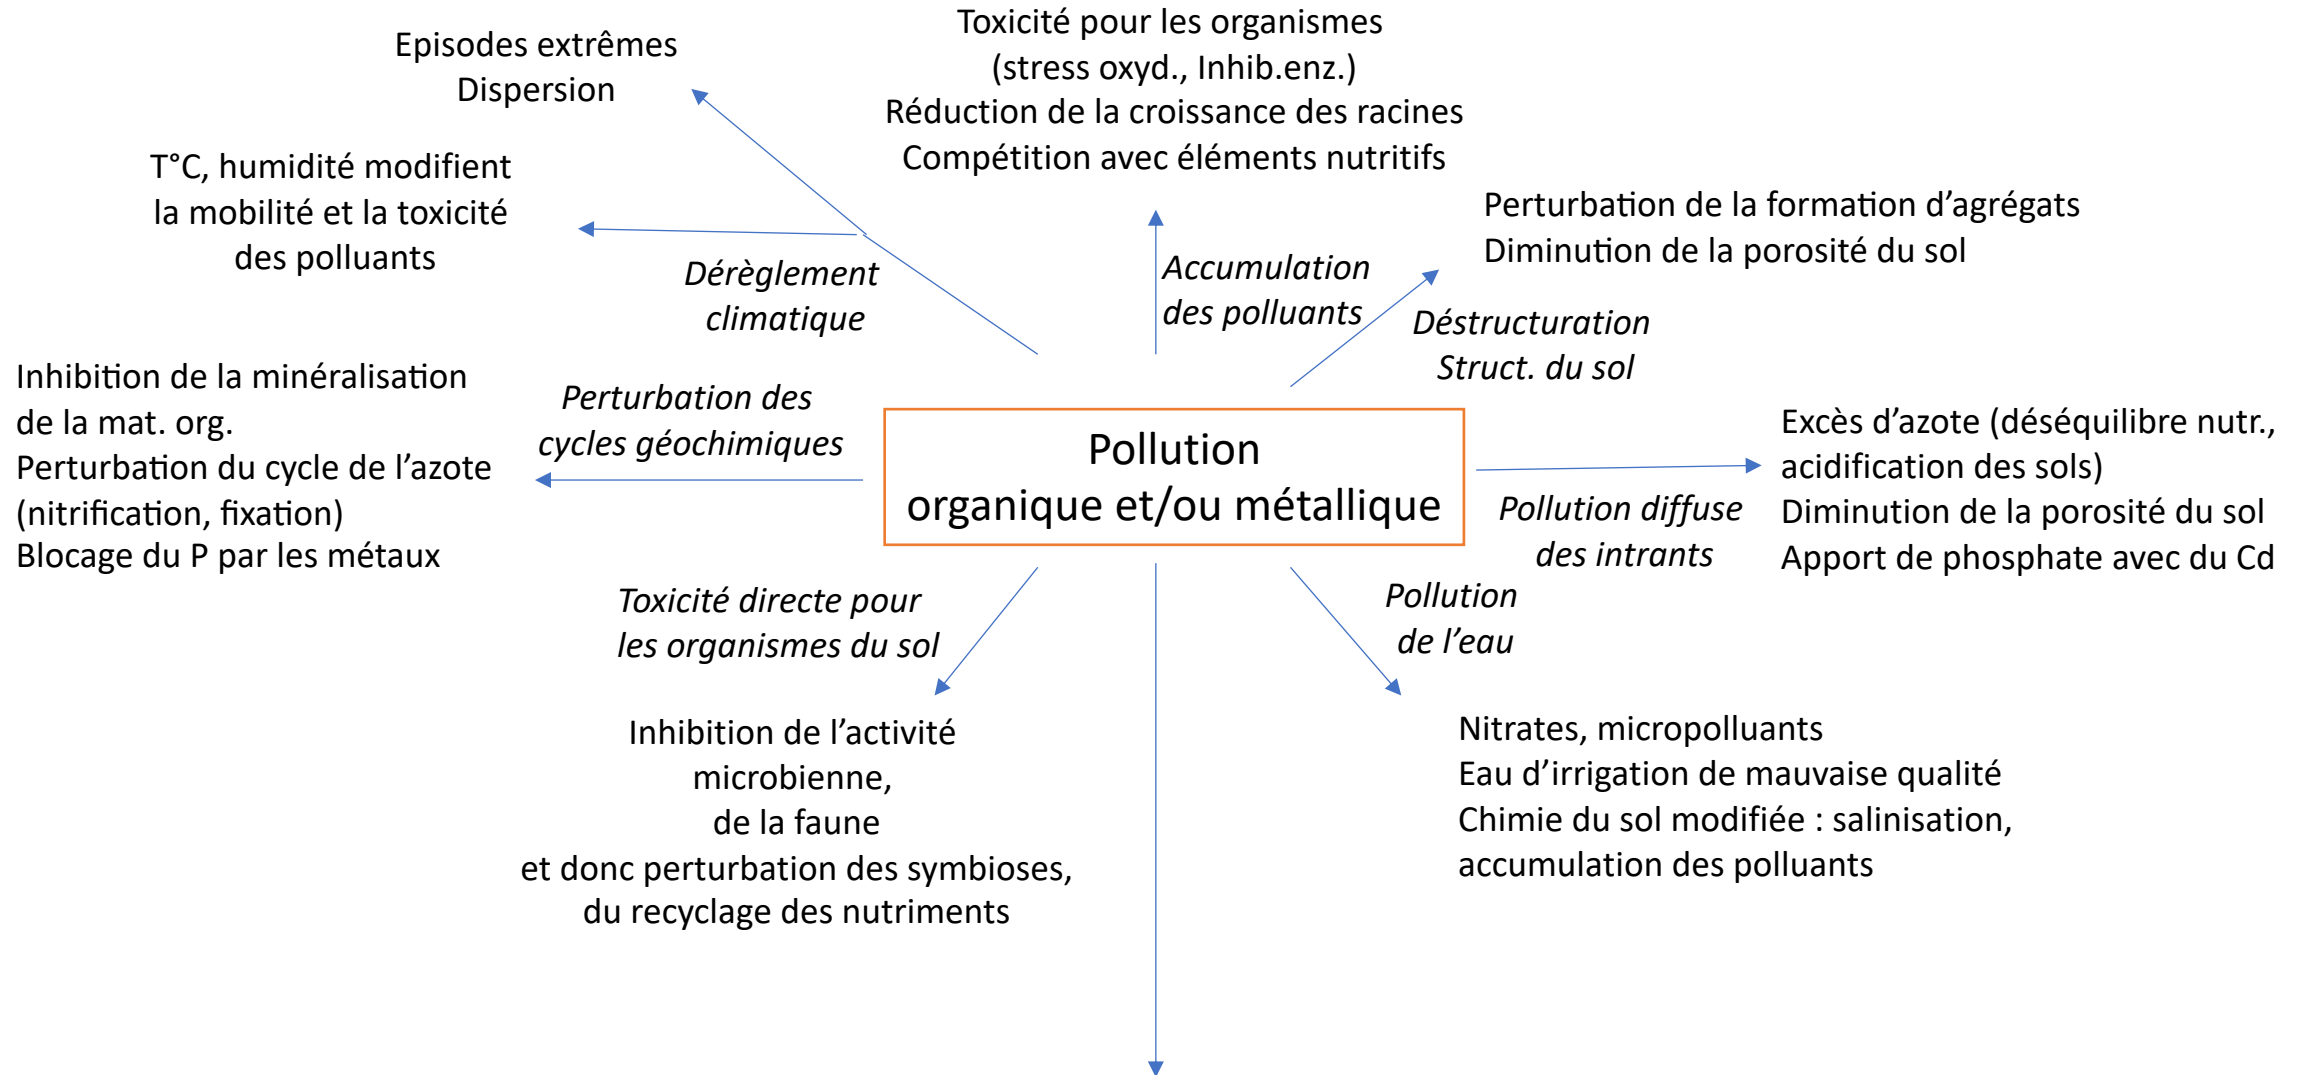 Episodes extrêmes
Dispersion
Toxicité pour les organismes
(stress oxyd., Inhib.enz.)
Réduction de la croissance des racines
Compétition avec éléments nutritifs
T°C, humidité modifient
la mobilité et la toxicité
des polluants
Perturbation de la formation d’agrégats
Diminution de la porosité du sol
Dérèglement
climatique
Accumulation
des polluants
Déstructuration
Struct. du sol
Inhibition de la minéralisation
de la mat. org.
Perturbation du cycle de l’azote
(nitrification, fixation)
Blocage du P par les métaux
Perturbation des
cycles géochimiques
Pollution
organique et/ou métallique
Pollution diffuse
des intrants
Excès d’azote (déséquilibre nutr.,
acidification des sols)
Diminution de la porosité du sol
Apport de phosphate avec du Cd
Toxicité directe pour
les organismes du sol
Pollution
de l’eau
Inhibition de l’activité
microbienne,
de la faune
et donc perturbation des symbioses,
du recyclage des nutriments
Nitrates, micropolluants
Eau d’irrigation de mauvaise qualité
Chimie du sol modifiée : salinisation,
accumulation des polluants